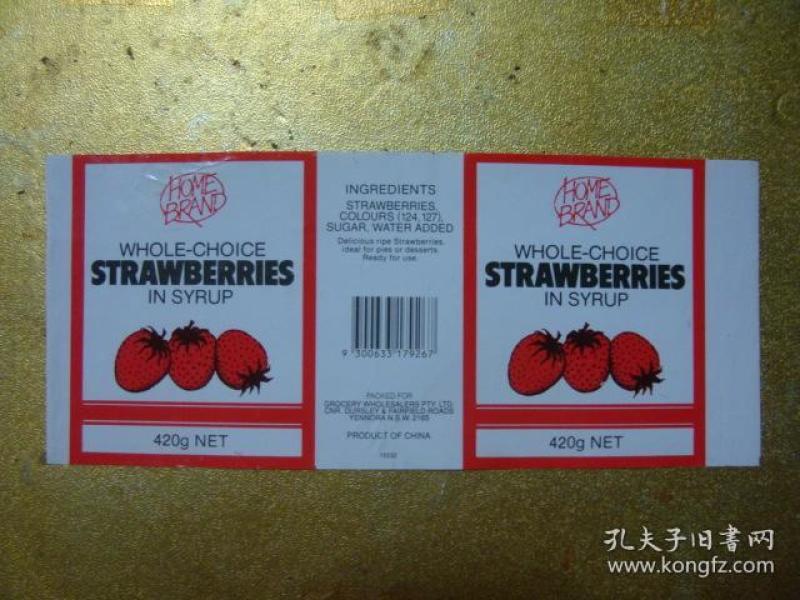 HOME
BRAND
WHOLE-CHOICE
STRAWBERRIES
IN SYRUP
420g NET
INGREDIENTS
STRAWBERRIES,
COLOURS (124,127),
SUGAR, WATER ADDED
Delicious ripe Strawberries,
ideal for pies or desserts.
Ready for use.
9 300633 179267
PACKED FOR
GROCERY WHOLESALERS PTY. LTD.
CNR. DURSLEY & FAIRFIELD ROADS
YENNORA N.S.W. 2165
PRODUCT OF CHINA
HOME
BRAND
WHOLE-CHOICE
STRAWBERRIES
IN SYRUP
420g NET
孔夫子旧书网
www.kongfz.com